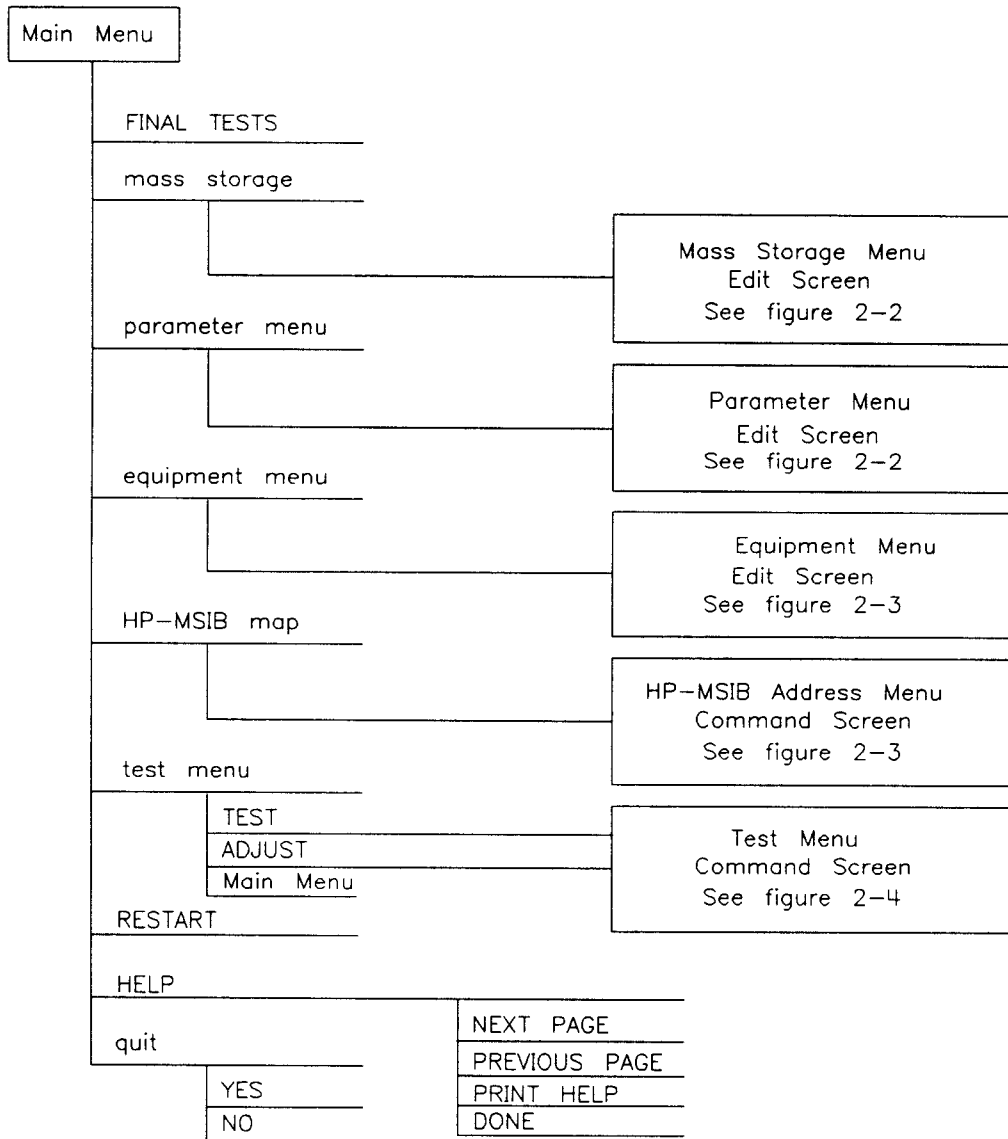 Main Menu
FINAL TESTS
mass storage
Mass Storage Menu
Edit Screen
See figure 2-2
parameter menu
Parameter Menu
Edit Screen
See figure 2-2
equipment menu
Equipment Menu
Edit Screen
See figure 2-3
HP-MSIB map
HP-MSIB Address Menu
Command Screen
See figure 2-3
test menu
TEST
ADJUST
Main Menu
Test Menu
Command Screen
See figure 2-4
RESTART
HELP
NEXT PAGE
PREVIOUS PAGE
PRINT HELP
DONE
quit
YES
NO